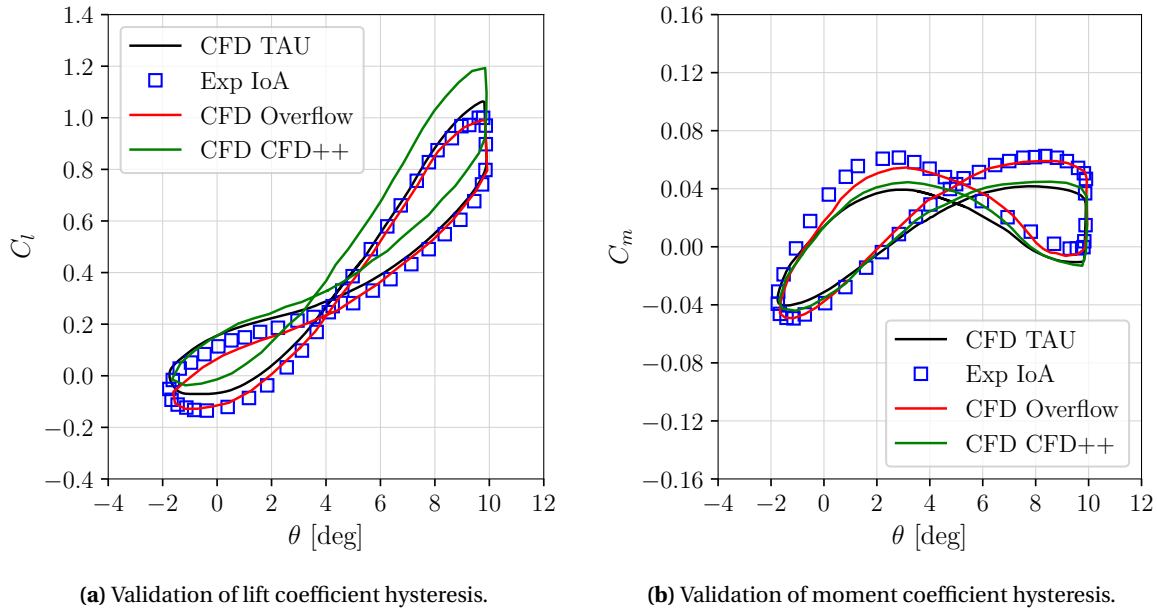 1.4
1.2
1.0
0.8
0.6
0.4
0.2
0.0
−0.2
−0.4
C_l
−4 −2 0 2 4 6 8 10 12
θ [deg]
CFD TAU
Exp IoA
CFD Overflow
CFD CFD++
(a) Validation of lift coefficient hysteresis.
0.16
0.12
0.08
0.04
0.00
−0.04
−0.08
−0.12
−0.16
C_m
−4 −2 0 2 4 6 8 10 12
θ [deg]
CFD TAU
Exp IoA
CFD Overflow
CFD CFD++
(b) Validation of moment coefficient hysteresis.